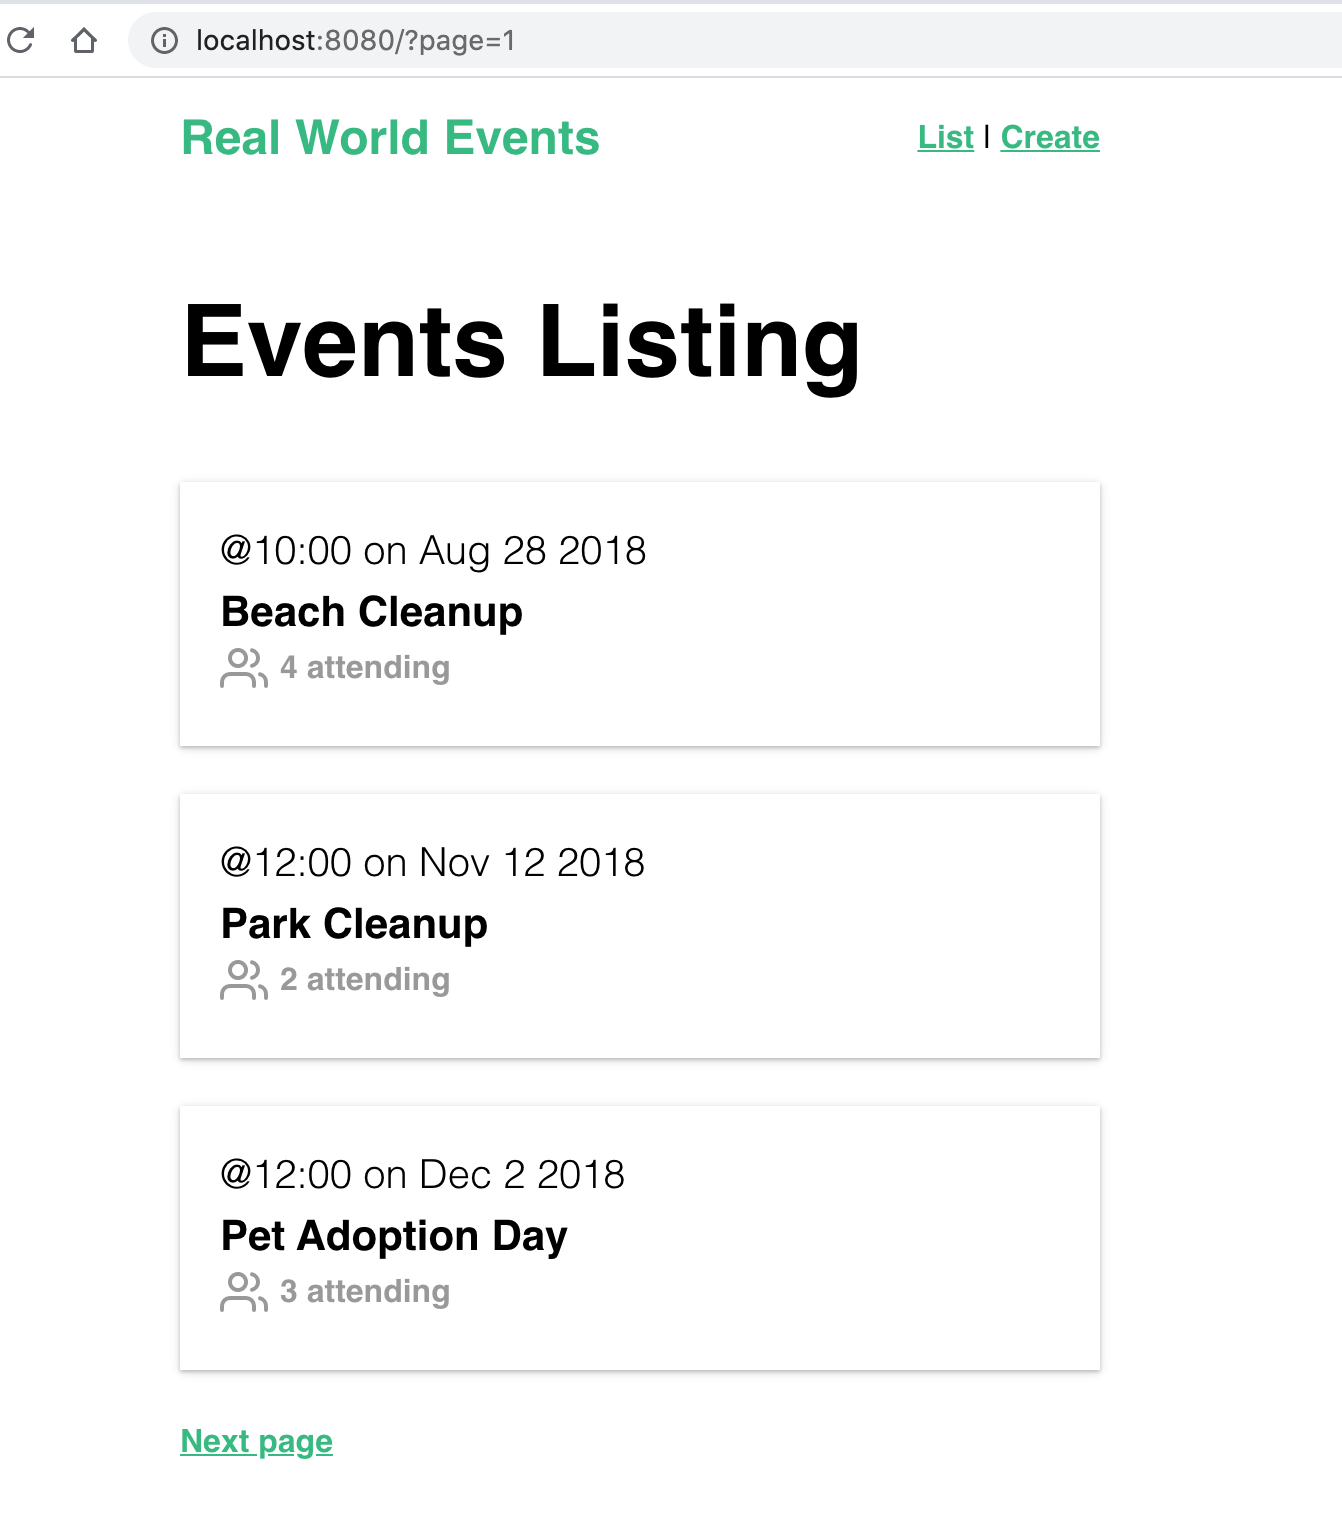 localhost:8080/?page=1
Real World Events
List | Create
Events Listing
@10:00 on Aug 28 2018
Beach Cleanup
4 attending
@12:00 on Nov 12 2018
Park Cleanup
2 attending
@12:00 on Dec 2 2018
Pet Adoption Day
3 attending
Next page